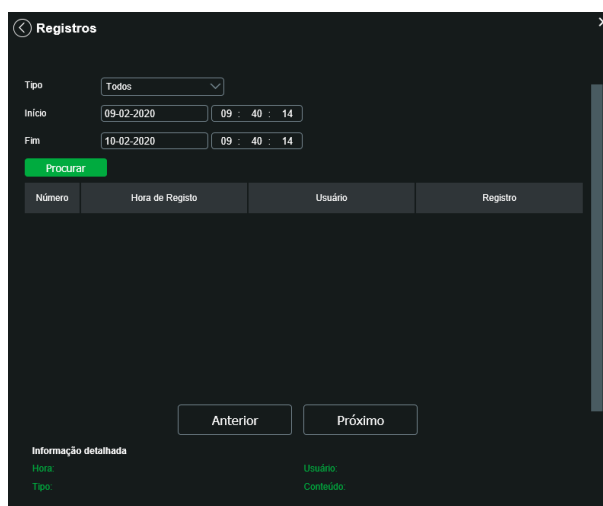 Registros
Tipo Todos
Início 09-02-2020 09 : 40 : 14
Fim 10-02-2020 09 : 40 : 14
Procurar
Número Hora de Registo Usuário Registro
Anterior Próximo
Informação detalhada
Hora: Usuário:
Tipo: Conteúdo: